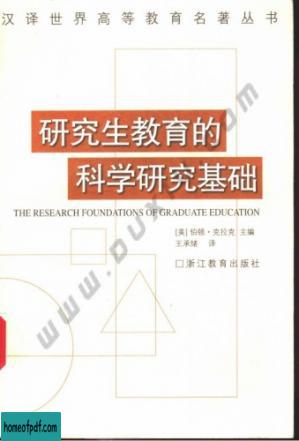 汉译世界高等教育名著丛书
研究生教育的
科学研究基础
THE RESEARCH FOUNDATIONS OF GRADUATE EDUCATION
[美]伯顿·克拉克 主编
王承绪 译
浙江教育出版社
homeofpdf.com
homeofpdf.com